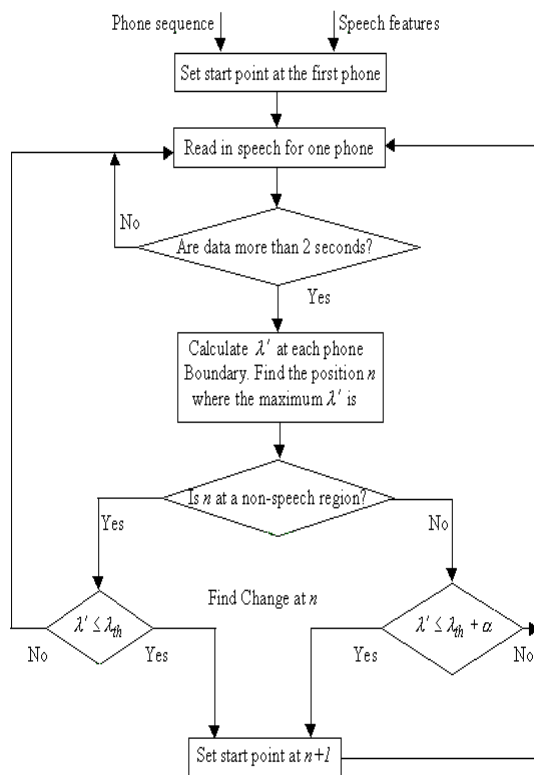 Phone sequence
Speech features
Set start point at the first phone
Read in speech for one phone
No
Are data more than 2 seconds?
Yes
Calculate λ′ at each phone
Boundary. Find the position n
where the maximum λ′ is
Is n at a non-speech region?
Yes
No
Find Change at n
λ′ ≤ λth
λ′ ≤ λth + α
No
Yes
Yes
No
Set start point at n+1